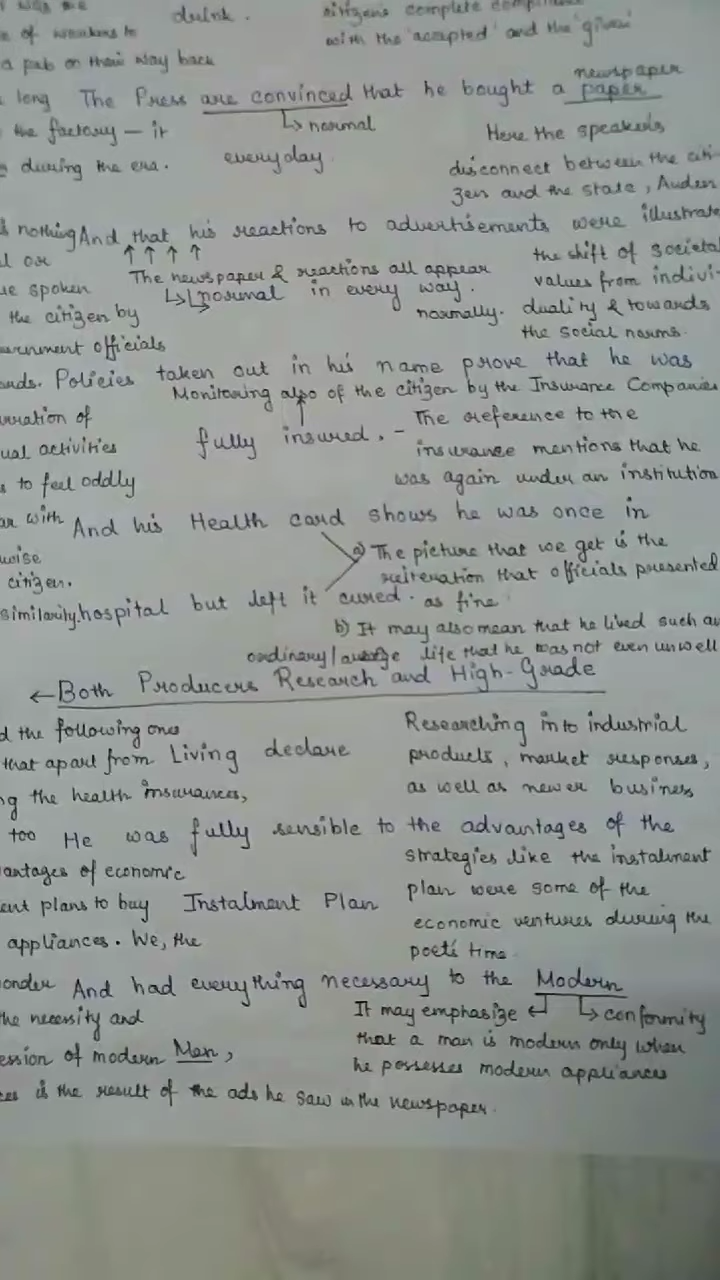 drink.
citizens complete
of workers to
with the 'accepted' and the 'given'
a pub on their way back
newspaper
long The Press are convinced that he bought a paper
the factory – it
↳ normal
everyday.
Here the speakers
during the era.
disconnect between the citi-
zen and the state, Auden
nothing And that his reactions to advertisements were illustrate
↑ ↑ ↑ ↑
the shift of societal
or
The newspaper & reactions all appear
values from indivi-
spoken
↳↳ normal in every way.
the citizen by
normally.
duality & towards
the social norms.
officials
Policies taken out in his name prove that he was
Monitoring also of the citizen by the Insurance Companies
of
fully insured. –
The reference to the
activities
insurance mentions that he
to feel oddly
was again under an institution
with And his Health card shows he was once in
a) The picture that we get is the
citizen.
reiteration that officials presented
similarity. hospital but left it cured. as fine
b) It may also mean that he lived such an
ordinary/average life that he was not even unwell
← Both Producers Research and High-Grade
the following ones
Researching into industrial
that apart from Living declare
products, market responses,
the health insurances,
as well as newer business
too He was fully sensible to the advantages of the
strategies like the instalment
of economic
plan were some of the
plans to buy Instalment Plan
economic ventures during the
appliances. We, the
poet's time.
And had everything necessary to the Modern
the necessity and
It may emphasize ↲ ↳ conformity
of modern Man,
that a man is modern only when
he possesses modern appliances
is the result of the ads he saw in the newspaper.